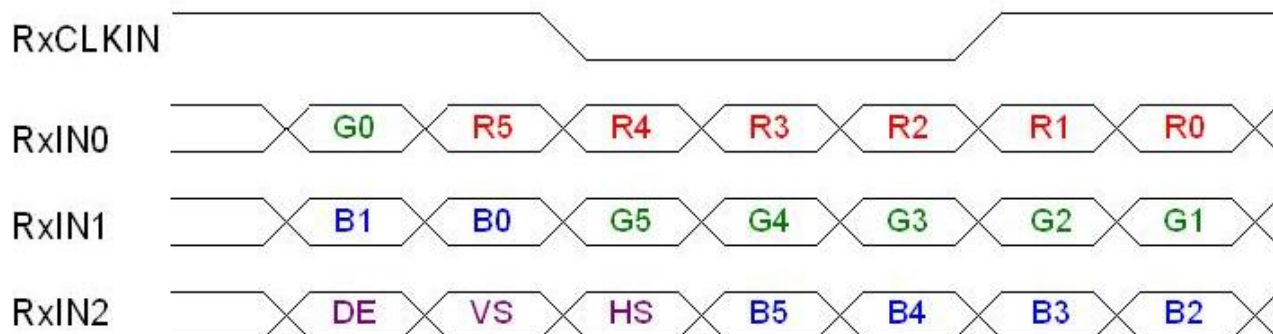 RxCLKIN
RxIN0 G0 R5 R4 R3 R2 R1 R0
RxIN1 B1 B0 G5 G4 G3 G2 G1
RxIN2 DE VS HS B5 B4 B3 B2